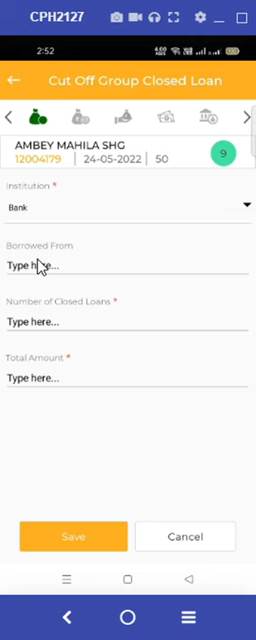 CPH2127
2:52
Cut Off Group Closed Loan
AMBEY MAHILA SHG
12004179 | 24-05-2022 | 50
9
Institution *
Bank
Borrowed From
Type here...
Number of Closed Loans *
Type here...
Total Amount *
Type here...
Save
Cancel